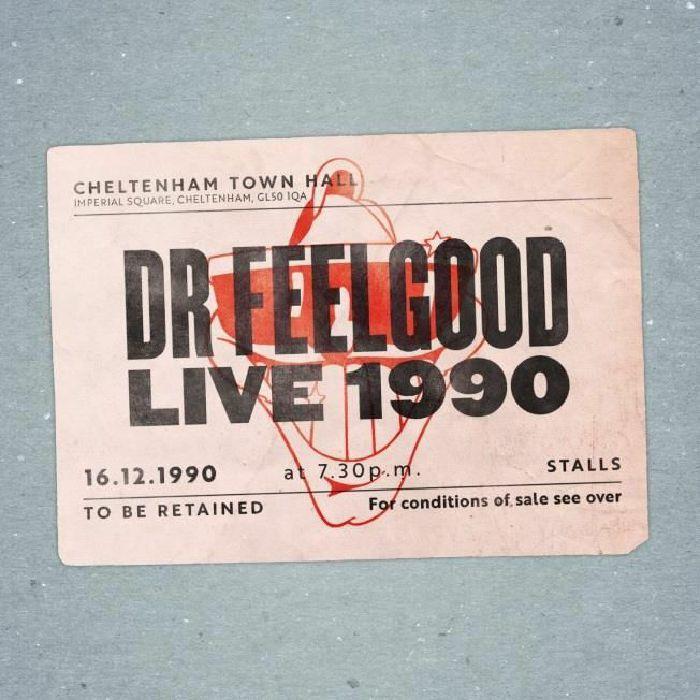 CHELTENHAM TOWN HALL
IMPERIAL SQUARE, CHELTENHAM, GL50 1QA
DR FEELGOOD
LIVE 1990
16.12.1990 at 7.30p.m. STALLS
TO BE RETAINED For conditions of sale see over